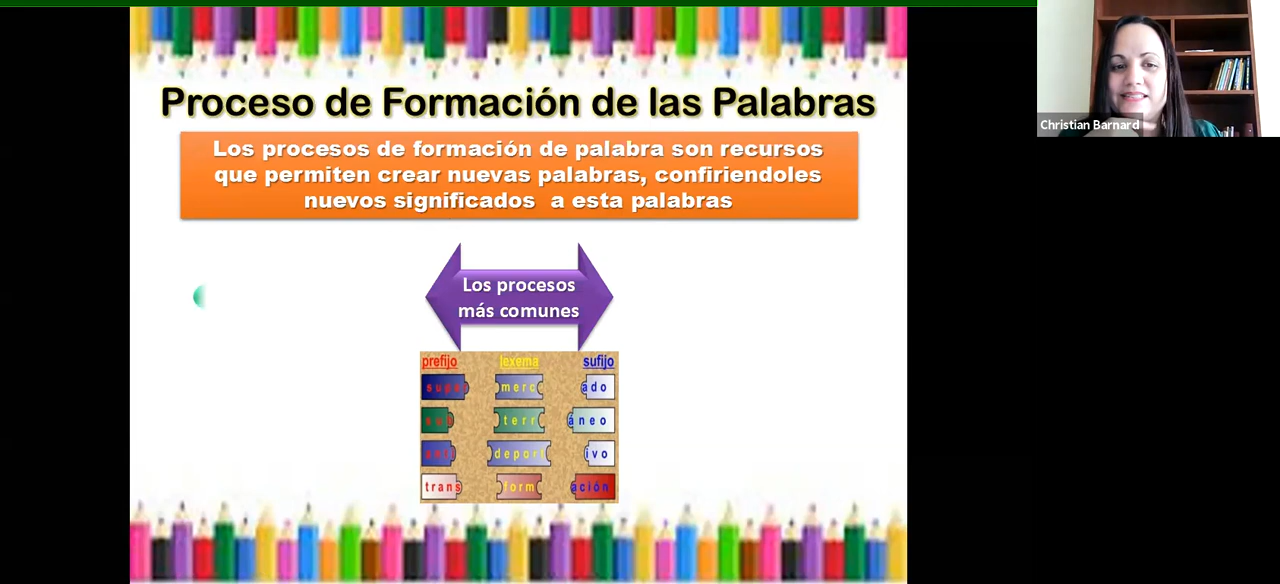 Proceso de Formación de las Palabras
Christian Barnard
Los procesos de formación de palabra son recursos
que permiten crear nuevas palabras, confiriendoles
nuevos significados a esta palabras
Los procesos
más comunes
prefijo lexema sufijo
super merc ado
terr áneo
deport ivo
trans form ación